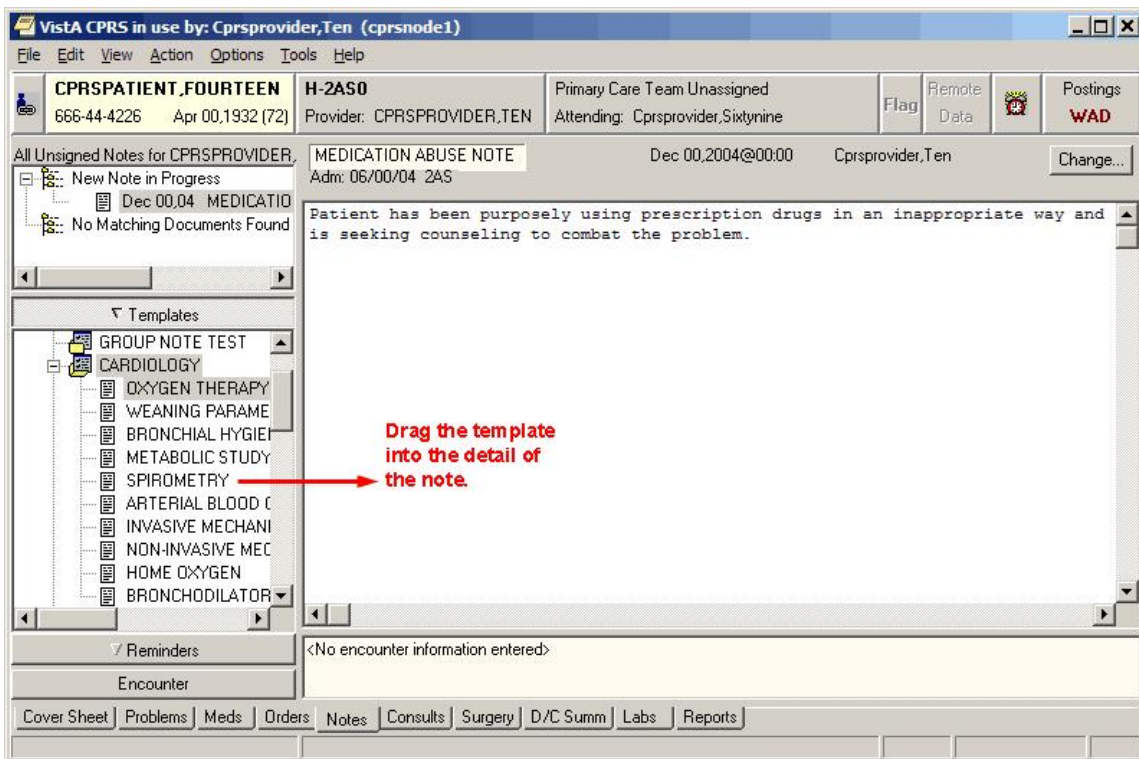 VistA CPRS in use by: Cprsprovider,Ten (cprsnode1)
File Edit View Action Options Tools Help
CPRSPATIENT,FOURTEEN
666-44-4226 Apr 00,1932 (72)
H-2AS0
Provider: CPRSPROVIDER,TEN
Primary Care Team Unassigned
Attending: Cprsprovider,Sixtynine
Flag
Remote
Data
Postings
WAD
All Unsigned Notes for CPRSPROVIDER,
New Note in Progress
Dec 00,04 MEDICATIO
No Matching Documents Found
MEDICATION ABUSE NOTE Dec 00,2004@00:00 Cprsprovider,Ten Change...
Adm: 06/00/04 2AS
Patient has been purposely using prescription drugs in an inappropriate way and
is seeking counseling to combat the problem.
Templates
GROUP NOTE TEST
CARDIOLOGY
OXYGEN THERAPY
WEANING PARAME
BRONCHIAL HYGIEI
METABOLIC STUDY
SPIROMETRY
ARTERIAL BLOOD (
INVASIVE MECHANI
NON-INVASIVE MEC
HOME OXYGEN
BRONCHODILATOR
Drag the template
into the detail of
the note.
Reminders
Encounter
<No encounter information entered>
Cover Sheet Problems Meds Orders Notes Consults Surgery D/C Summ Labs Reports